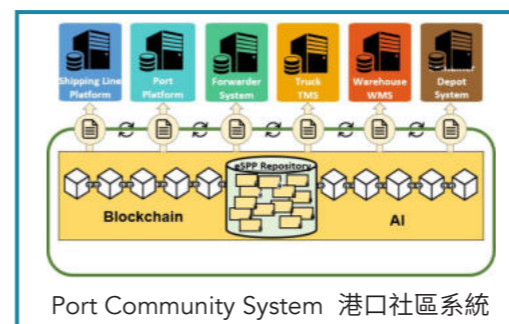 Shipping Line
Platform
Port
Platform
Forwarder
System
Truck
TMS
Warehouse
WMS
Depot
System
eSPP Repository
Blockchain
AI
Port Community System 港口社區系統